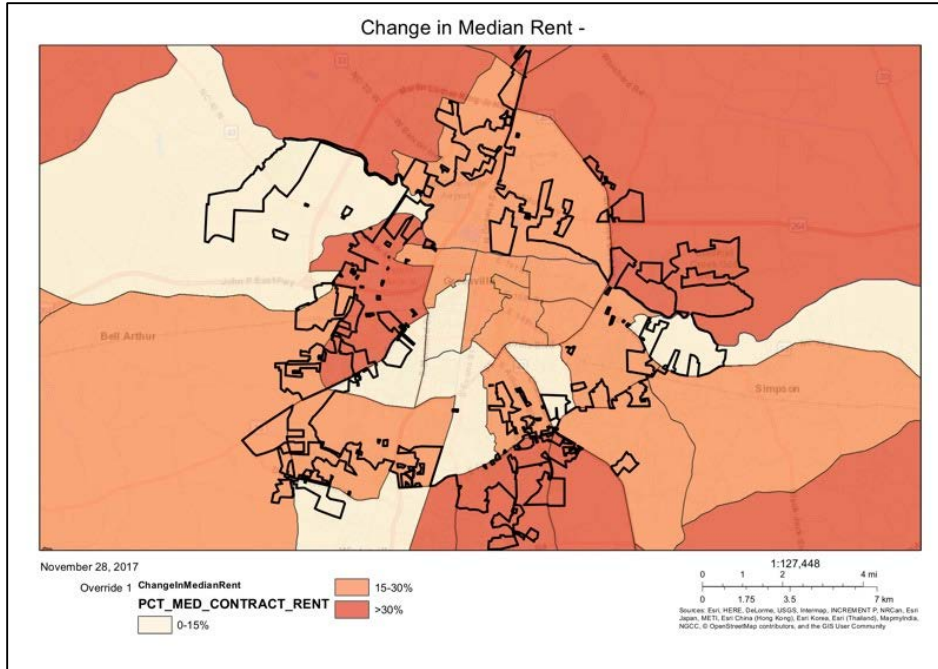 Change in Median Rent -
Bell Arthur
Simpson
November 28, 2017
Override 1 ChangeInMedianRent
PCT_MED_CONTRACT_RENT
0-15%
15-30%
>30%
1:127,448
0 1 2 4 mi
0 1.75 3.5 7 km
Sources: Esri, HERE, DeLorme, USGS, Intermap, INCREMENT P, NRCan, Esri
Japan, METI, Esri China (Hong Kong), Esri Korea, Esri (Thailand), MapmyIndia,
NGCC, © OpenStreetMap contributors, and the GIS User Community